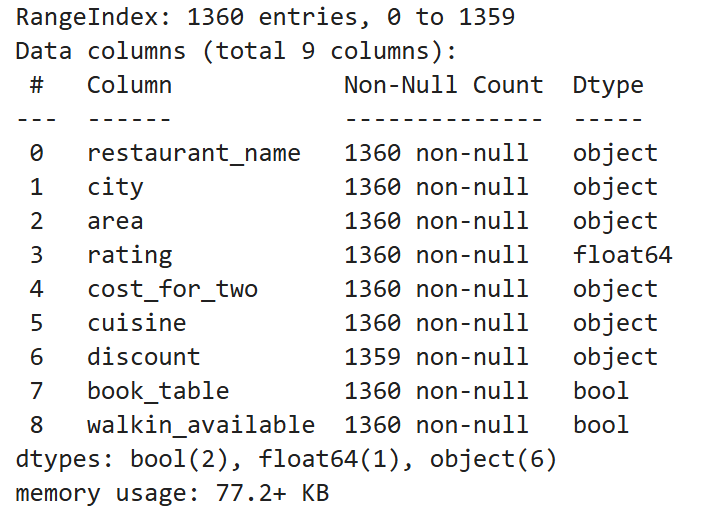 RangeIndex: 1360 entries, 0 to 1359
Data columns (total 9 columns):
 #   Column            Non-Null Count  Dtype
---  ------            --------------  -----
 0   restaurant_name   1360 non-null   object
 1   city              1360 non-null   object
 2   area              1360 non-null   object
 3   rating            1360 non-null   float64
 4   cost_for_two      1360 non-null   object
 5   cuisine           1360 non-null   object
 6   discount          1359 non-null   object
 7   book_table        1360 non-null   bool
 8   walkin_available  1360 non-null   bool
dtypes: bool(2), float64(1), object(6)
memory usage: 77.2+ KB